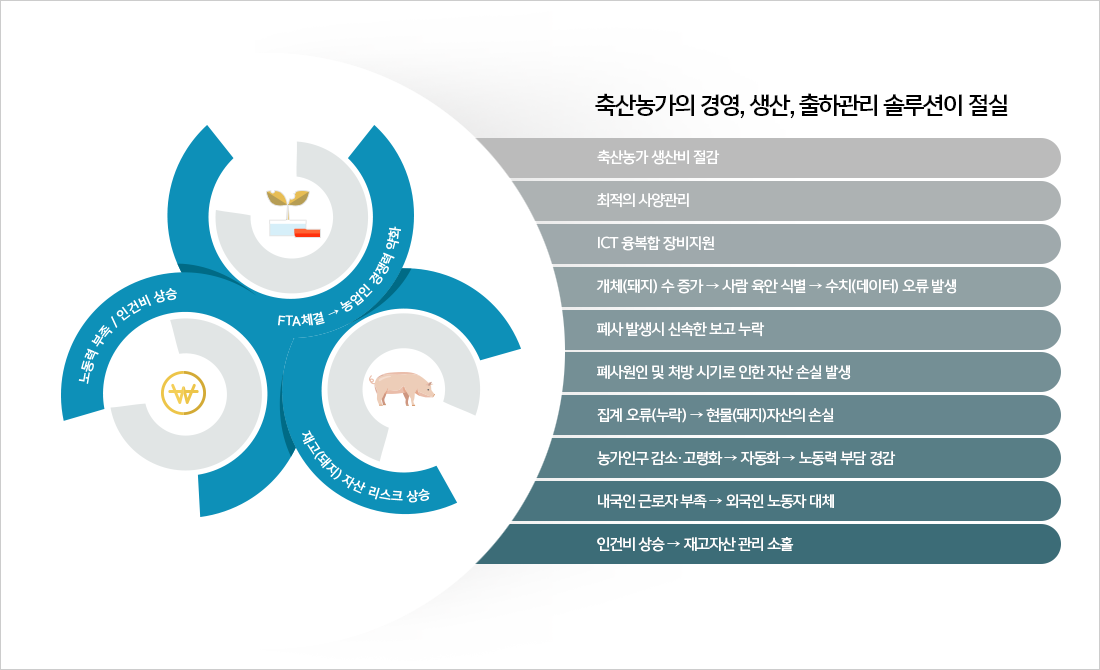 축산농가의 경영, 생산, 출하관리 솔루션이 절실
축산농가 생산비 절감
최적의 사양관리
ICT 융복합 장비지원
개체(돼지) 수 증가 → 사람 육안 식별 → 수치(데이터) 오류 발생
폐사 발생시 신속한 보고 누락
폐사원인 및 처방 시기로 인한 자산 손실 발생
집계 오류(누락) → 현물(돼지)자산의 손실
농가인구 감소·고령화 → 자동화 → 노동력 부담 경감
내국인 근로자 부족 → 외국인 노동자 대체
인건비 상승 → 재고자산 관리 소홀
FTA체결 → 농업인 경쟁력 약화
노동력 부족 / 인건비 상승
재고(돼지) 자산 리스크 상승